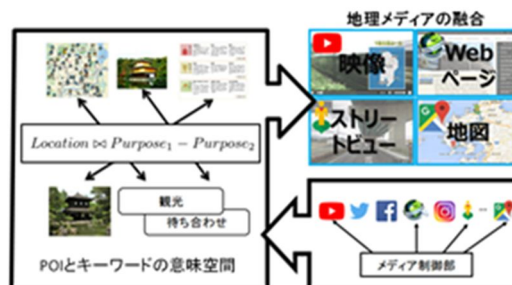 地理メディアの融合
映像
Web
ページ
ストリー
トビュー
地図
Location ⋈ Purpose₁ − Purpose₂
観光
待ち合わせ
POIとキーワードの意味空間
メディア制御部